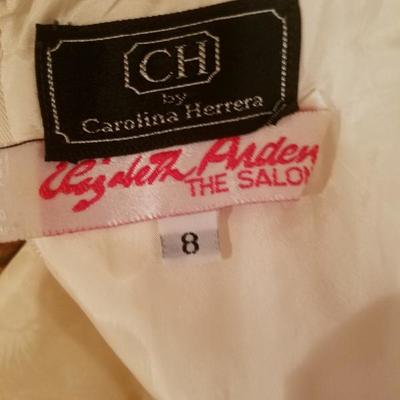 CH
by
Carolina Herrera
Elizabeth Arden
THE SALON
8